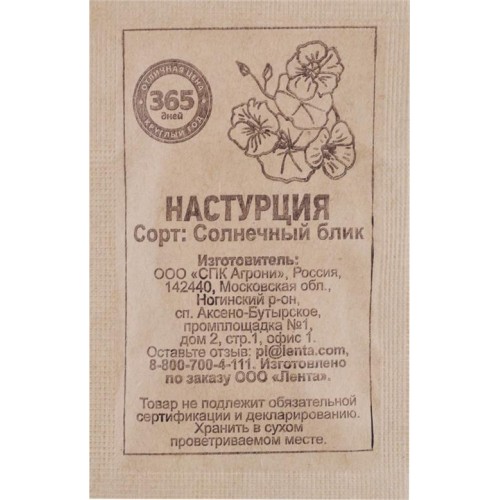 ОТЛИЧНАЯ ЦЕНА
365
дней
КРУГЛЫЙ ГОД
НАСТУРЦИЯ
Сорт: Солнечный блик
Изготовитель:
ООО «СПК Агрони», Россия,
142440, Московская обл.,
Ногинский р-он,
сп. Аксено-Бутырское,
промплощадка №1,
дом 2, стр.1, офис 1.
Оставьте отзыв: pl@lenta.com,
8-800-700-4-111. Изготовлено
по заказу ООО «Лента».
Товар не подлежит обязательной
сертификации и декларированию.
Хранить в сухом
проветриваемом месте.